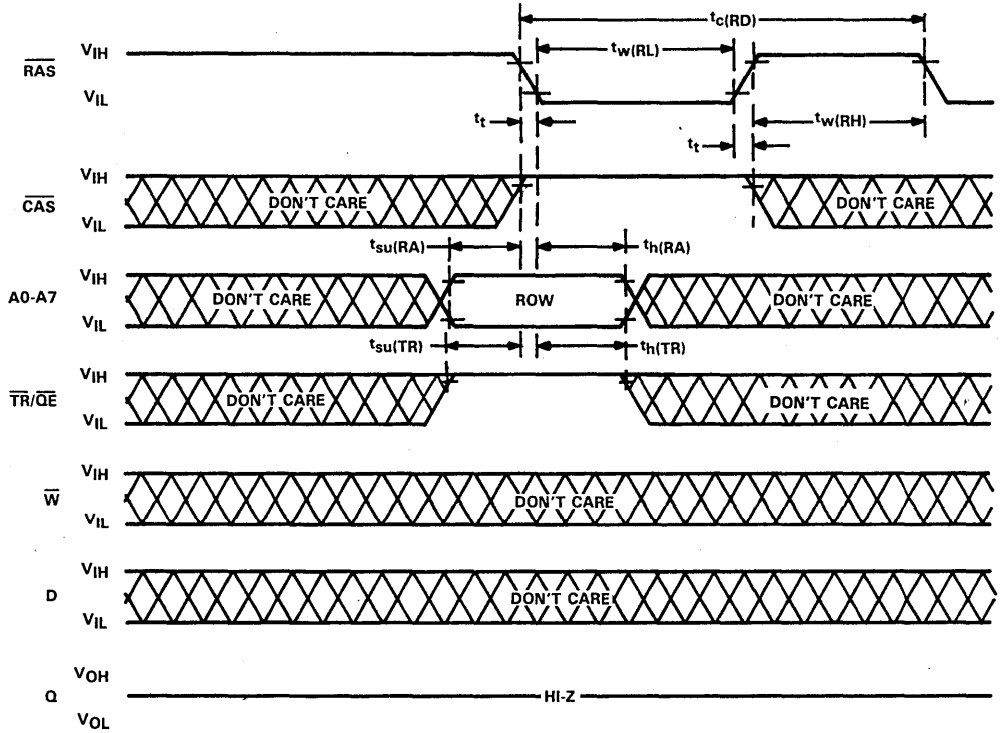 tc(RD)
VIH
tw(RL)
RAS
VIL
tt
tw(RH)
tt
VIH
CAS
DON'T CARE
DON'T CARE
VIL
tsu(RA)
th(RA)
VIH
A0-A7
DON'T CARE
ROW
DON'T CARE
VIL
tsu(TR)
th(TR)
VIH
TR/QE
DON'T CARE
DON'T CARE
VIL
VIH
W
DON'T CARE
VIL
VIH
D
DON'T CARE
VIL
VOH
Q
HI-Z
VOL